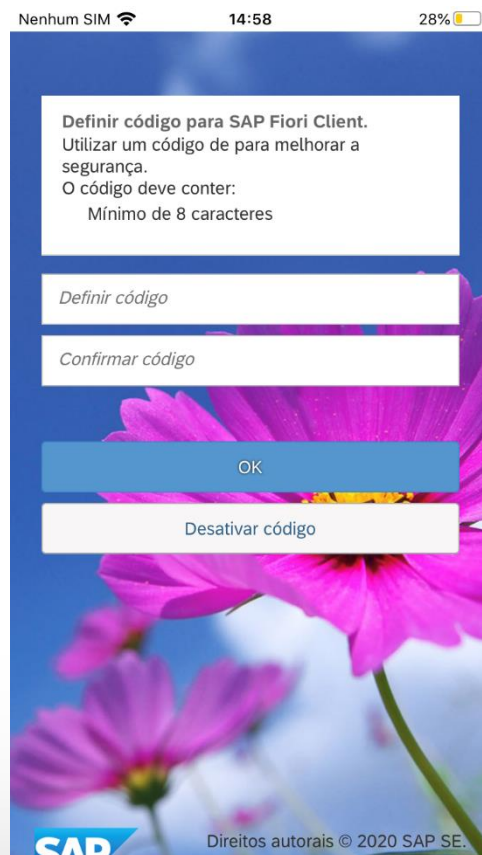 Nenhum SIM 14:58 28%
Definir código para SAP Fiori Client.
Utilizar um código de para melhorar a
segurança.
O código deve conter:
Mínimo de 8 caracteres
Definir código
Confirmar código
OK
Desativar código
SAP
Direitos autorais © 2020 SAP SE.